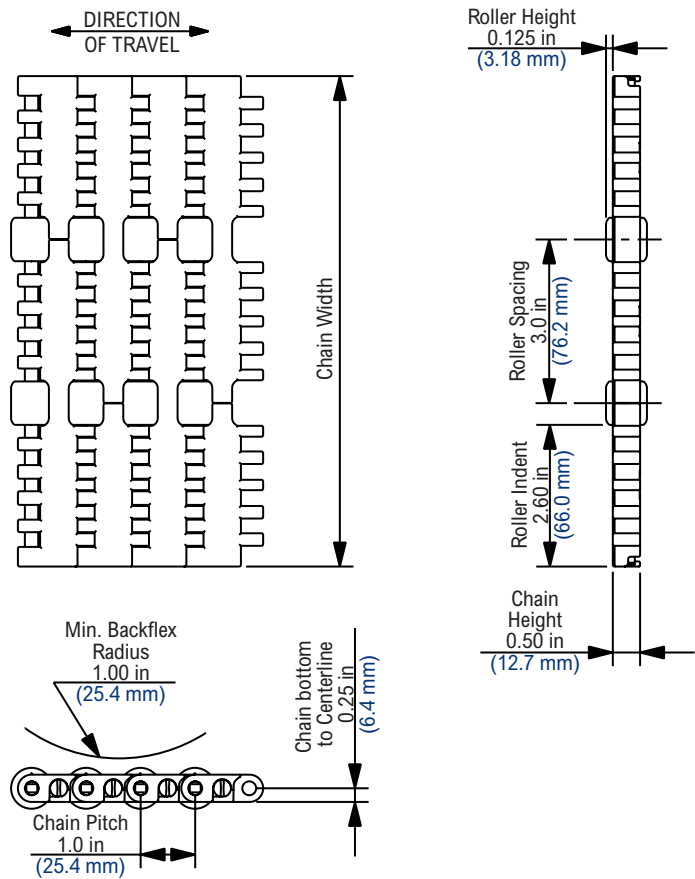 DIRECTION
OF TRAVEL
Roller Height
0.125 in
(3.18 mm)
Chain Width
Roller Spacing
3.0 in
(76.2 mm)
Roller Indent
2.60 in
(66.0 mm)
Chain
Height
0.50 in
(12.7 mm)
Min. Backflex
Radius
1.00 in
(25.4 mm)
Chain bottom
to Centerline
0.25 in
(6.4 mm)
Chain Pitch
1.0 in
(25.4 mm)